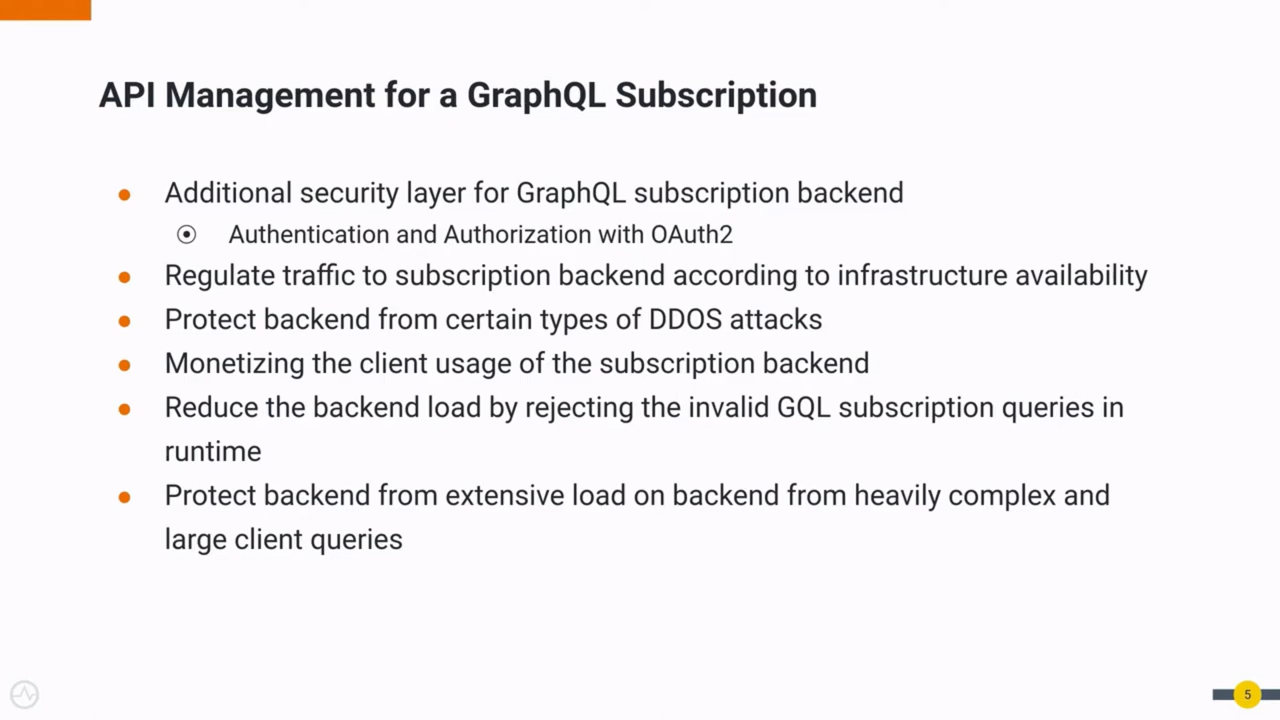 API Management for a GraphQL Subscription
Additional security layer for GraphQL subscription backend
Authentication and Authorization with OAuth2
Regulate traffic to subscription backend according to infrastructure availability
Protect backend from certain types of DDOS attacks
Monetizing the client usage of the subscription backend
Reduce the backend load by rejecting the invalid GQL subscription queries in
runtime
Protect backend from extensive load on backend from heavily complex and
large client queries
5